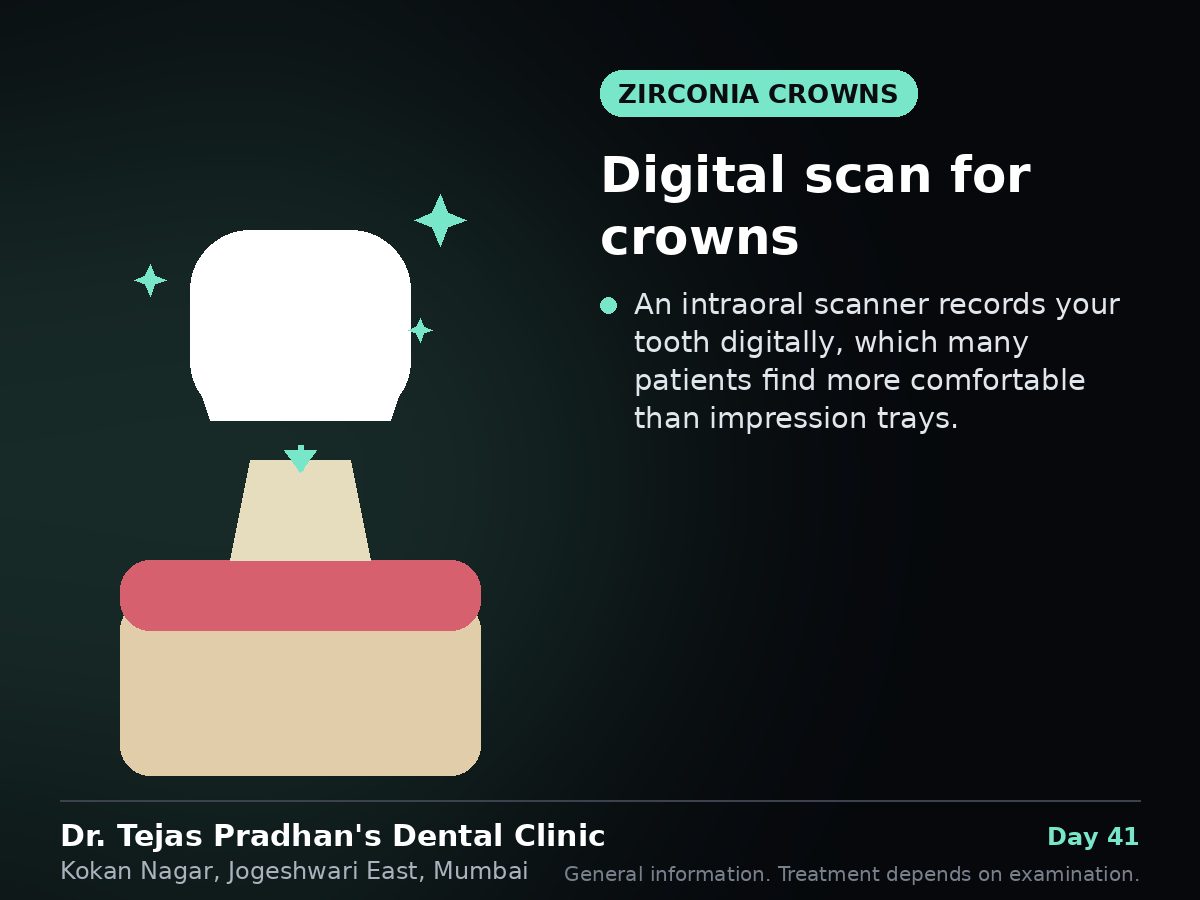 ZIRCONIA CROWNS
Digital scan for
crowns
An intraoral scanner records your
tooth digitally, which many
patients find more comfortable
than impression trays.
Dr. Tejas Pradhan's Dental Clinic
Day 41
Kokan Nagar, Jogeshwari East, Mumbai
General information. Treatment depends on examination.